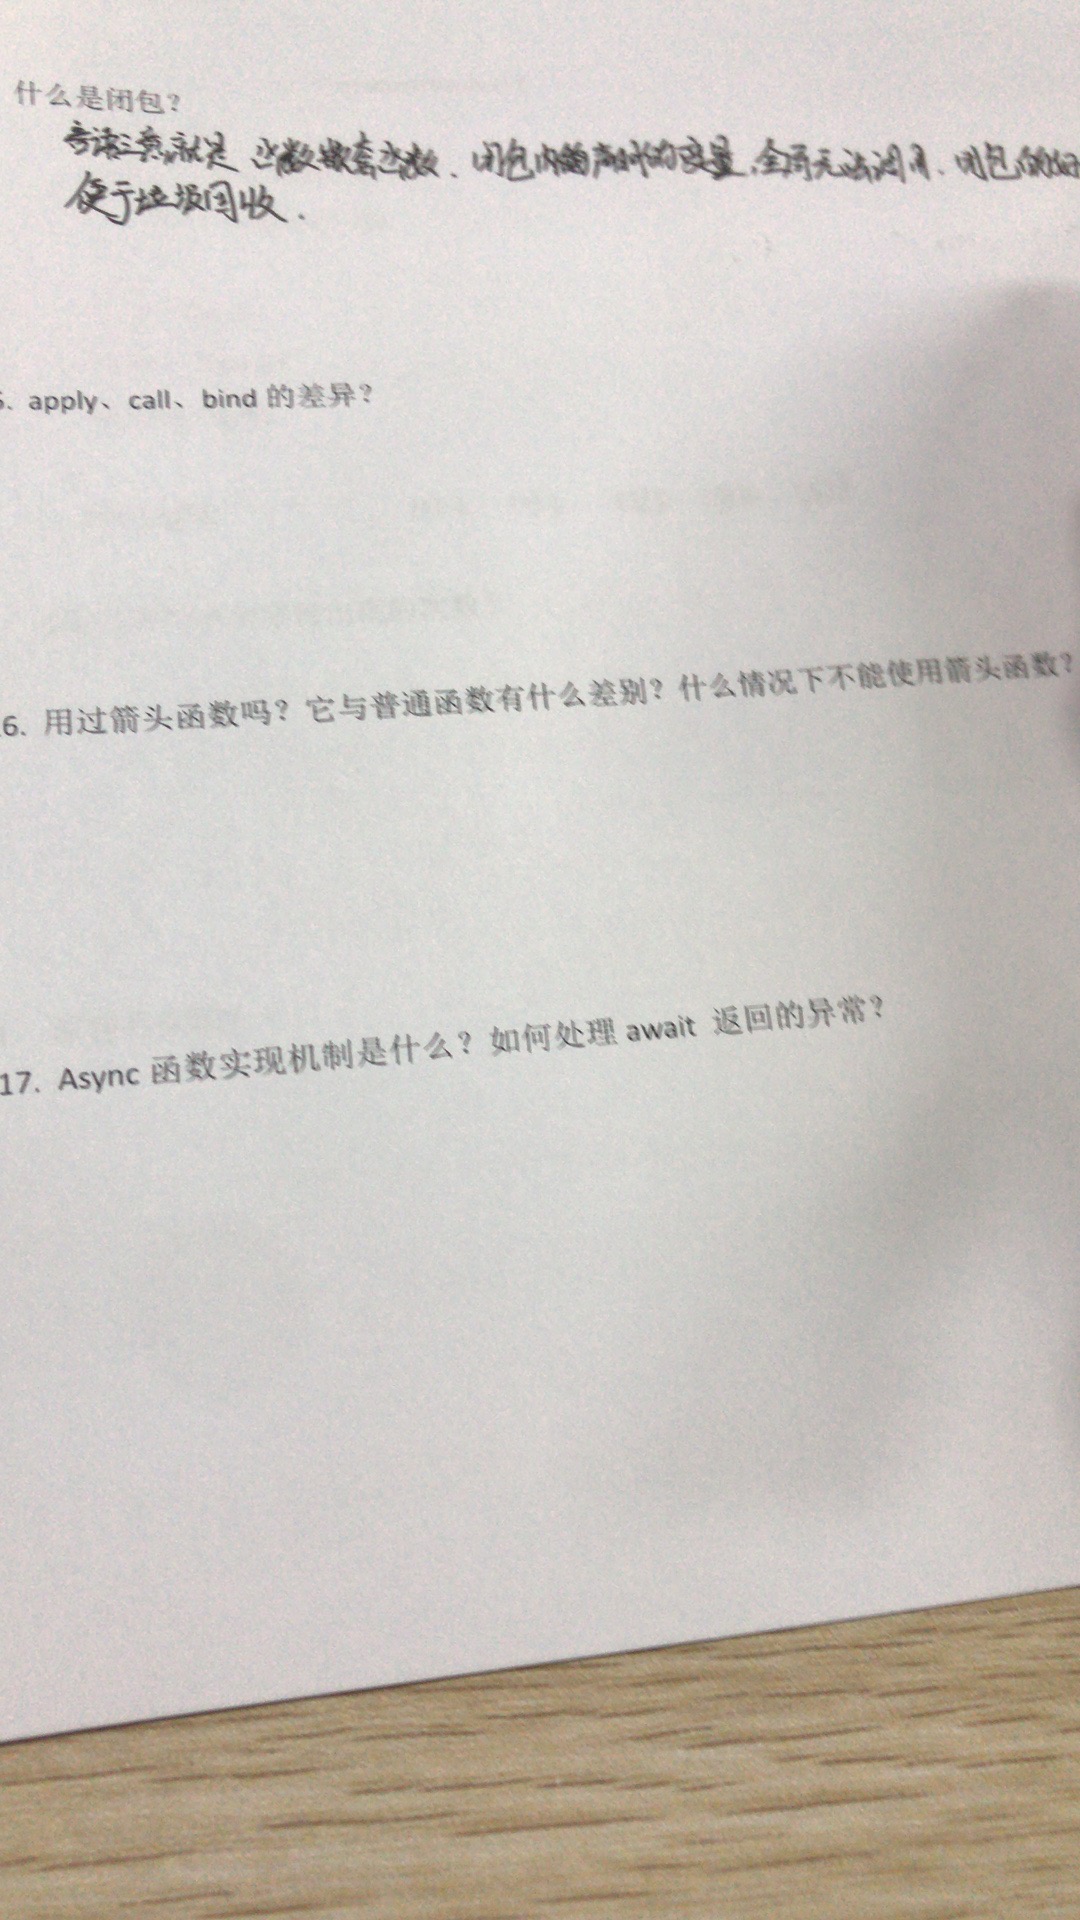 什么是闭包?
就是 函数嵌套函数. 闭包内部声明的变量,全局无法调用. 闭包的好
便于垃圾回收.
5. apply、call、bind 的差异?
6. 用过箭头函数吗? 它与普通函数有什么差别? 什么情况下不能使用箭头函数?
17. Async 函数实现机制是什么? 如何处理 await 返回的异常?